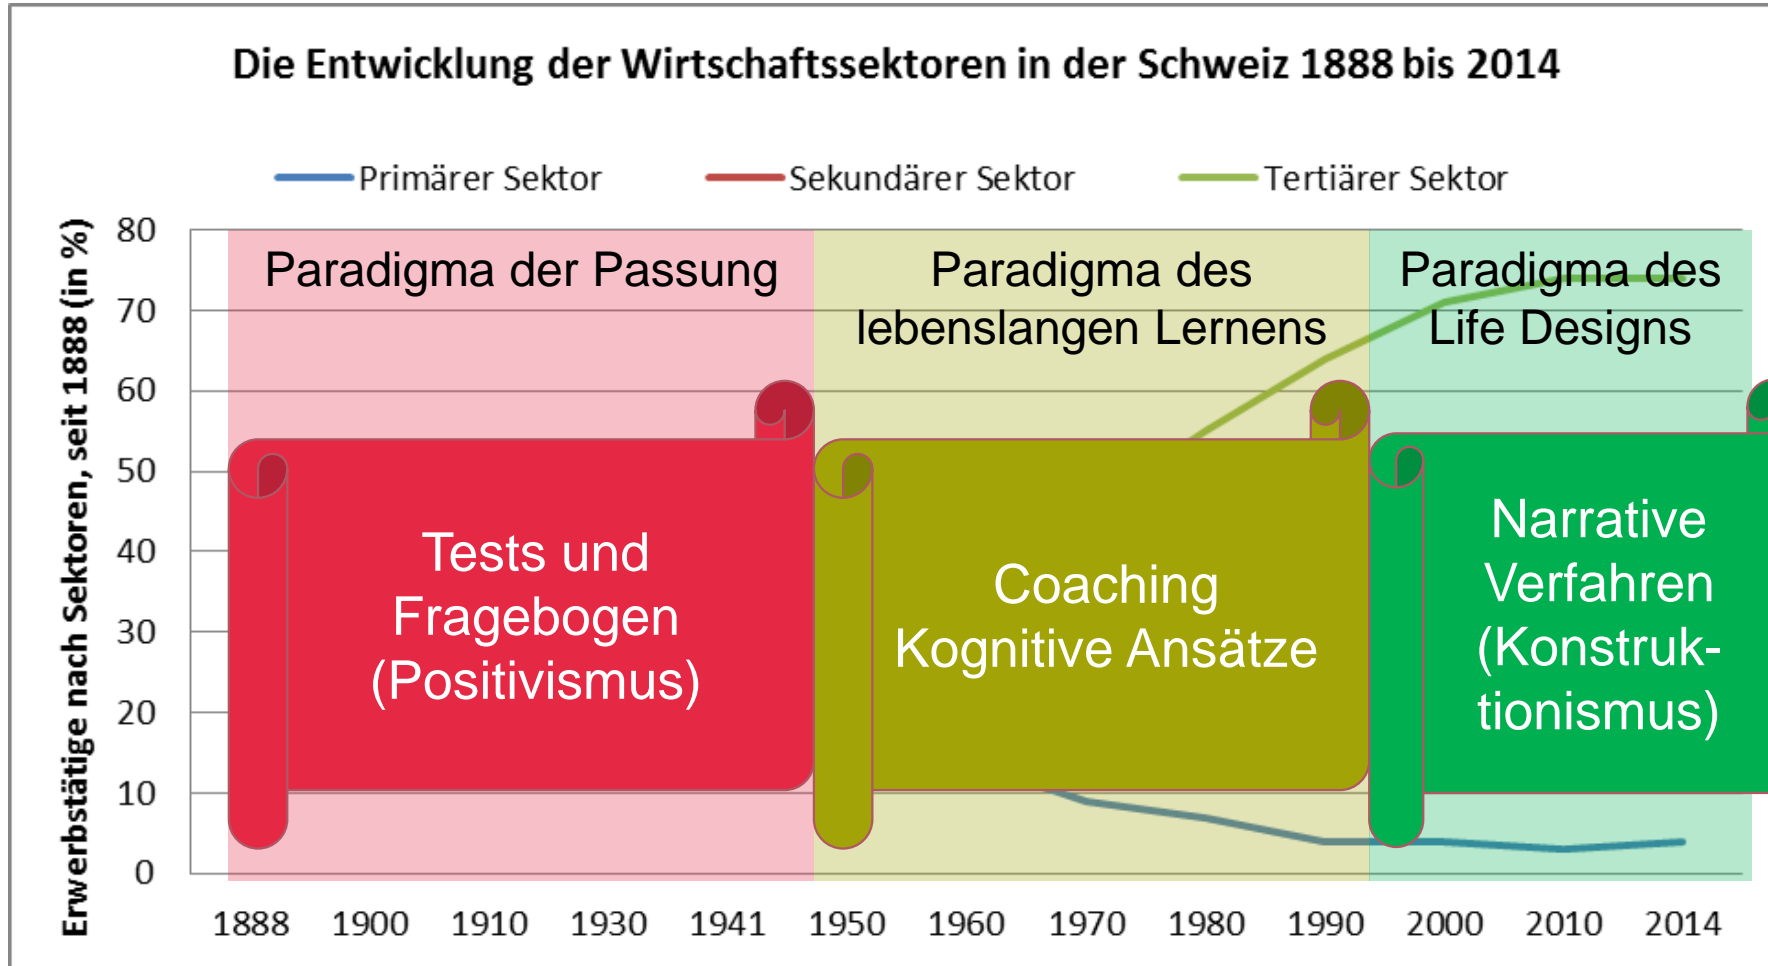 Die Entwicklung der Wirtschaftssektoren in der Schweiz 1888 bis 2014
Primärer Sektor
Sekundärer Sektor
Tertiärer Sektor
Erwerbstätige nach Sektoren, seit 1888 (in %)
80
70
60
50
40
30
20
10
0
Paradigma der Passung
Paradigma des
lebenslangen Lernens
Paradigma des
Life Designs
Tests und
Fragebogen
(Positivismus)
Coaching
Kognitive Ansätze
Narrative
Verfahren
(Konstruk-
tionismus)
1888 1900 1910 1930 1941 1950 1960 1970 1980 1990 2000 2010 2014